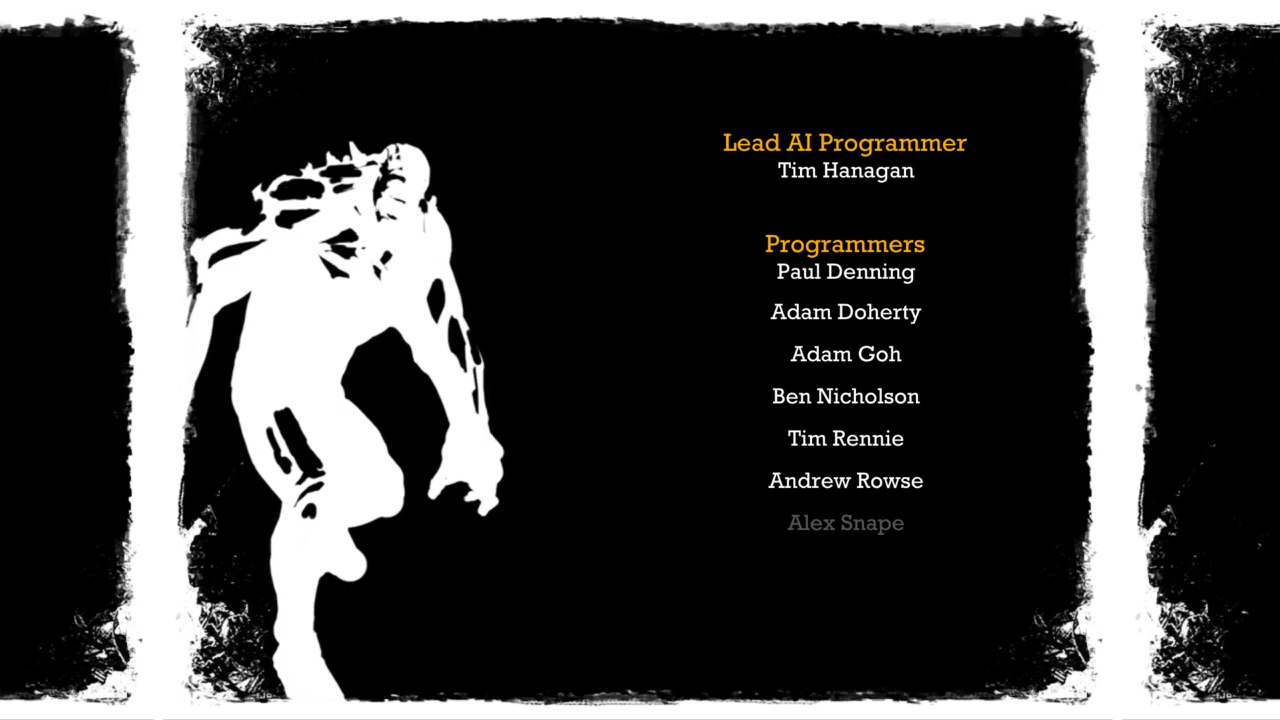 Lead AI Programmer
Tim Hanagan
Programmers
Paul Denning
Adam Doherty
Adam Goh
Ben Nicholson
Tim Rennie
Andrew Rowse
Alex Snape